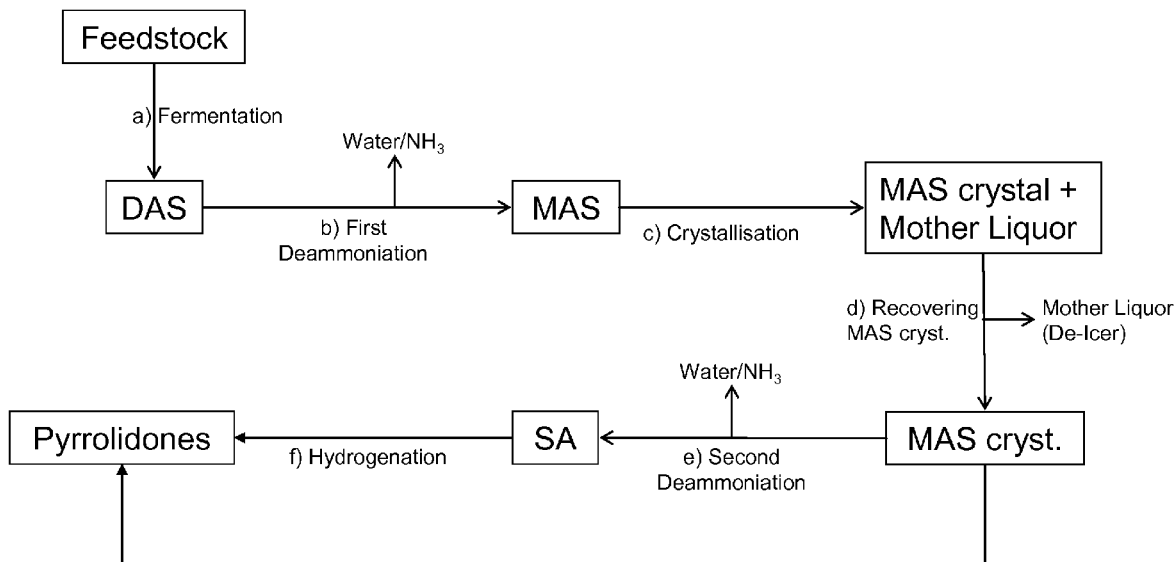 Feedstock
a) Fermentation
Water/NH₃
DAS
b) First
Deammoniation
MAS
c) Crystallisation
MAS crystal +
Mother Liquor
d) Recovering
MAS cryst.
Mother Liquor
(De-Icer)
Water/NH₃
Pyrrolidones
f) Hydrogenation
SA
e) Second
Deammoniation
MAS cryst.